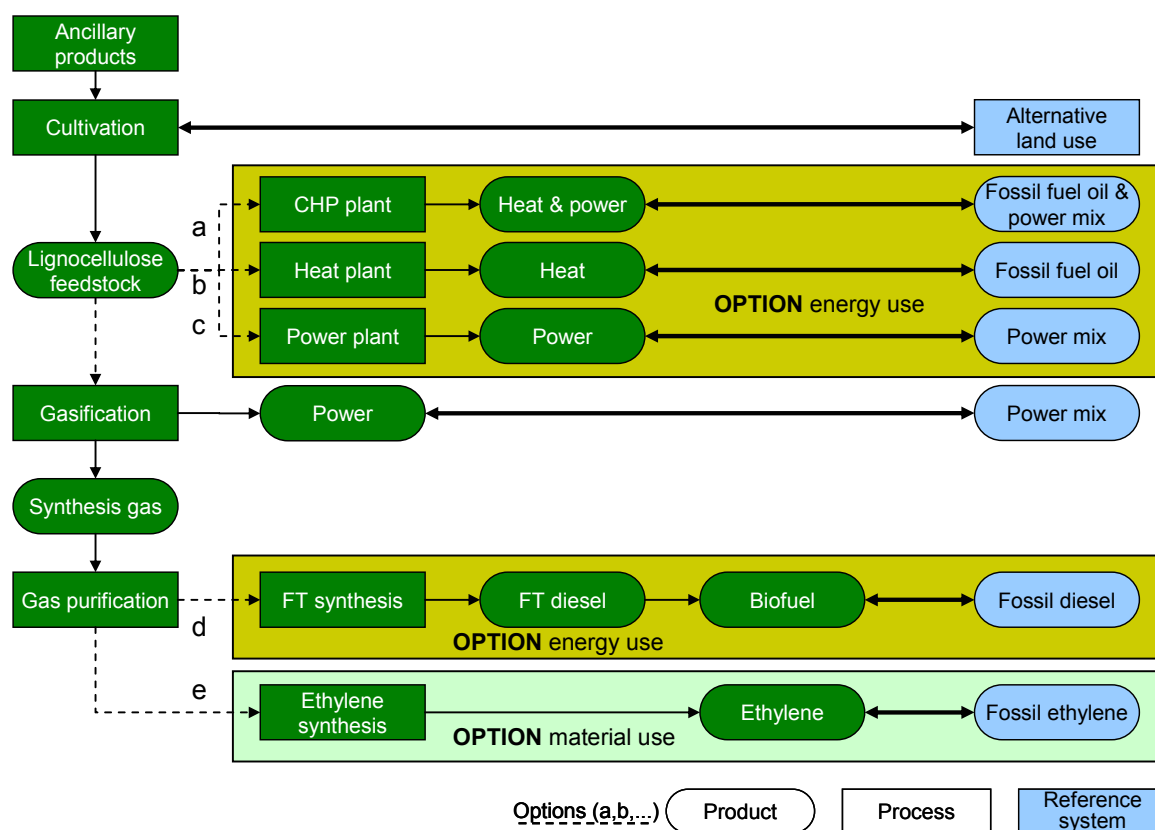 Ancillary
products
Cultivation
Alternative
land use
CHP plant
Heat & power
Fossil fuel oil &
power mix
a
Lignocellulose
feedstock
b
Heat plant
Heat
Fossil fuel oil
OPTION energy use
c
Power plant
Power
Power mix
Gasification
Power
Power mix
Synthesis gas
Gas purification
d
FT synthesis
FT diesel
Biofuel
Fossil diesel
OPTION energy use
e
Ethylene
synthesis
Ethylene
Fossil ethylene
OPTION material use
Options (a,b,...)
Product
Process
Reference
system